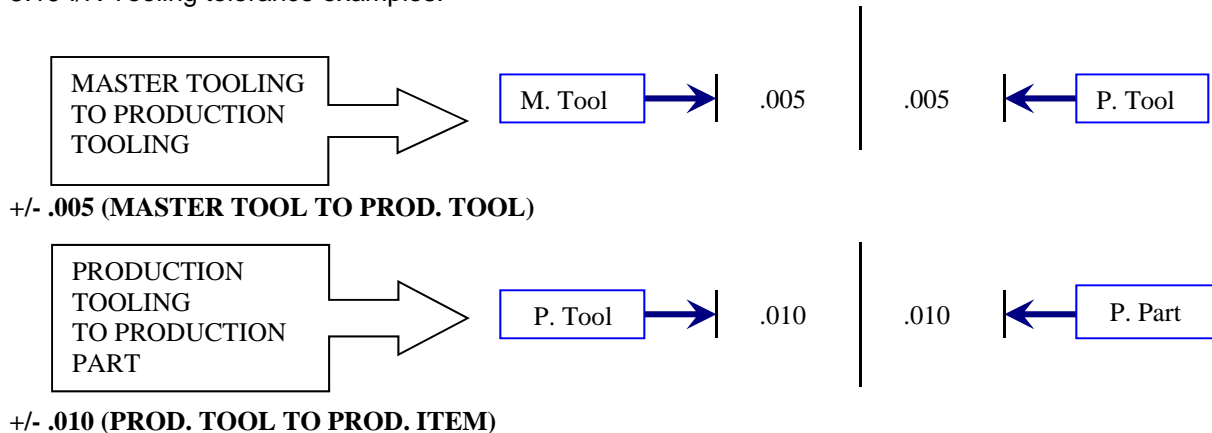 MASTER TOOLING
TO PRODUCTION
TOOLING
M. Tool
.005
.005
P. Tool
+/- .005 (MASTER TOOL TO PROD. TOOL)
PRODUCTION
TOOLING
TO PRODUCTION
PART
P. Tool
.010
.010
P. Part
+/- .010 (PROD. TOOL TO PROD. ITEM)